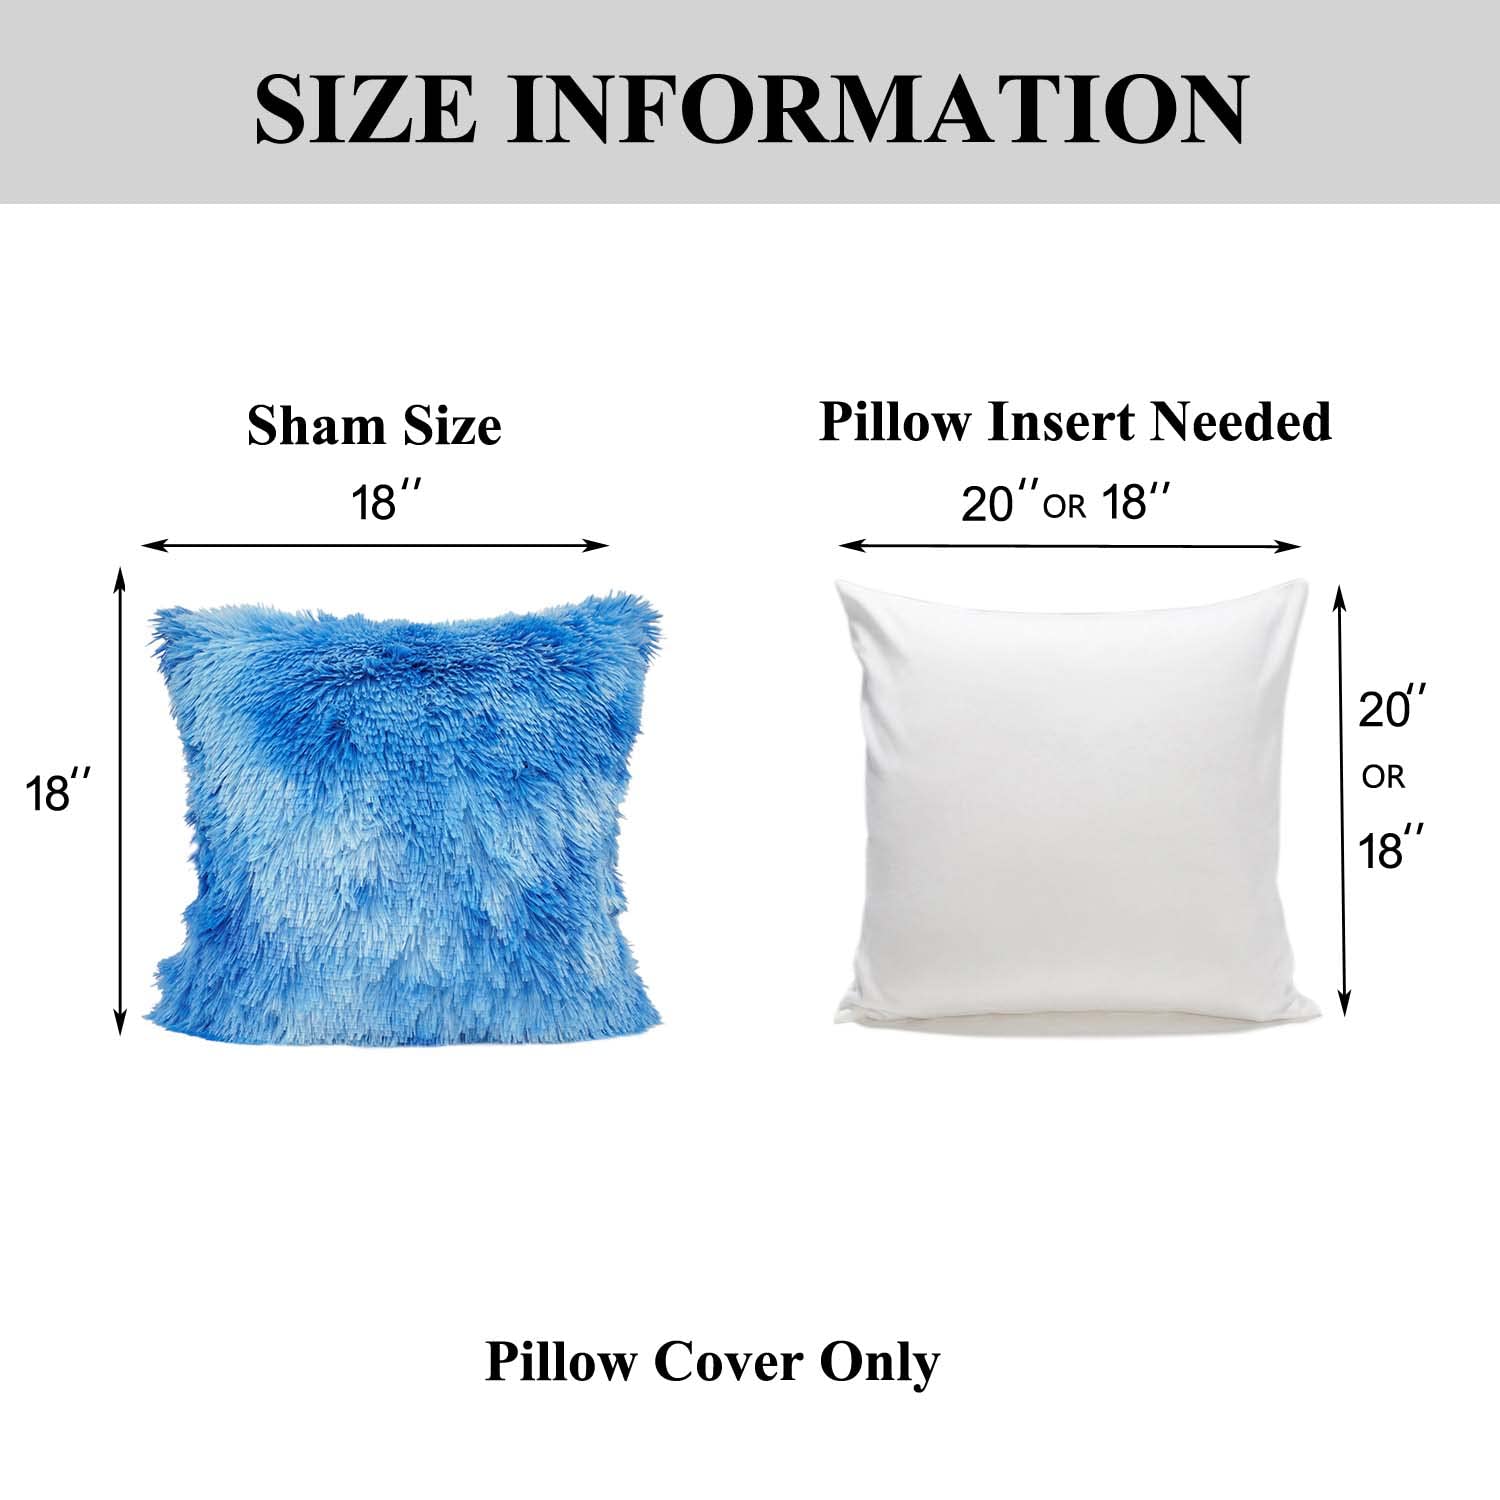 SIZE INFORMATION
Sham Size
18''
18''
Pillow Insert Needed
20'' OR 18''
20''
OR
18''
Pillow Cover Only